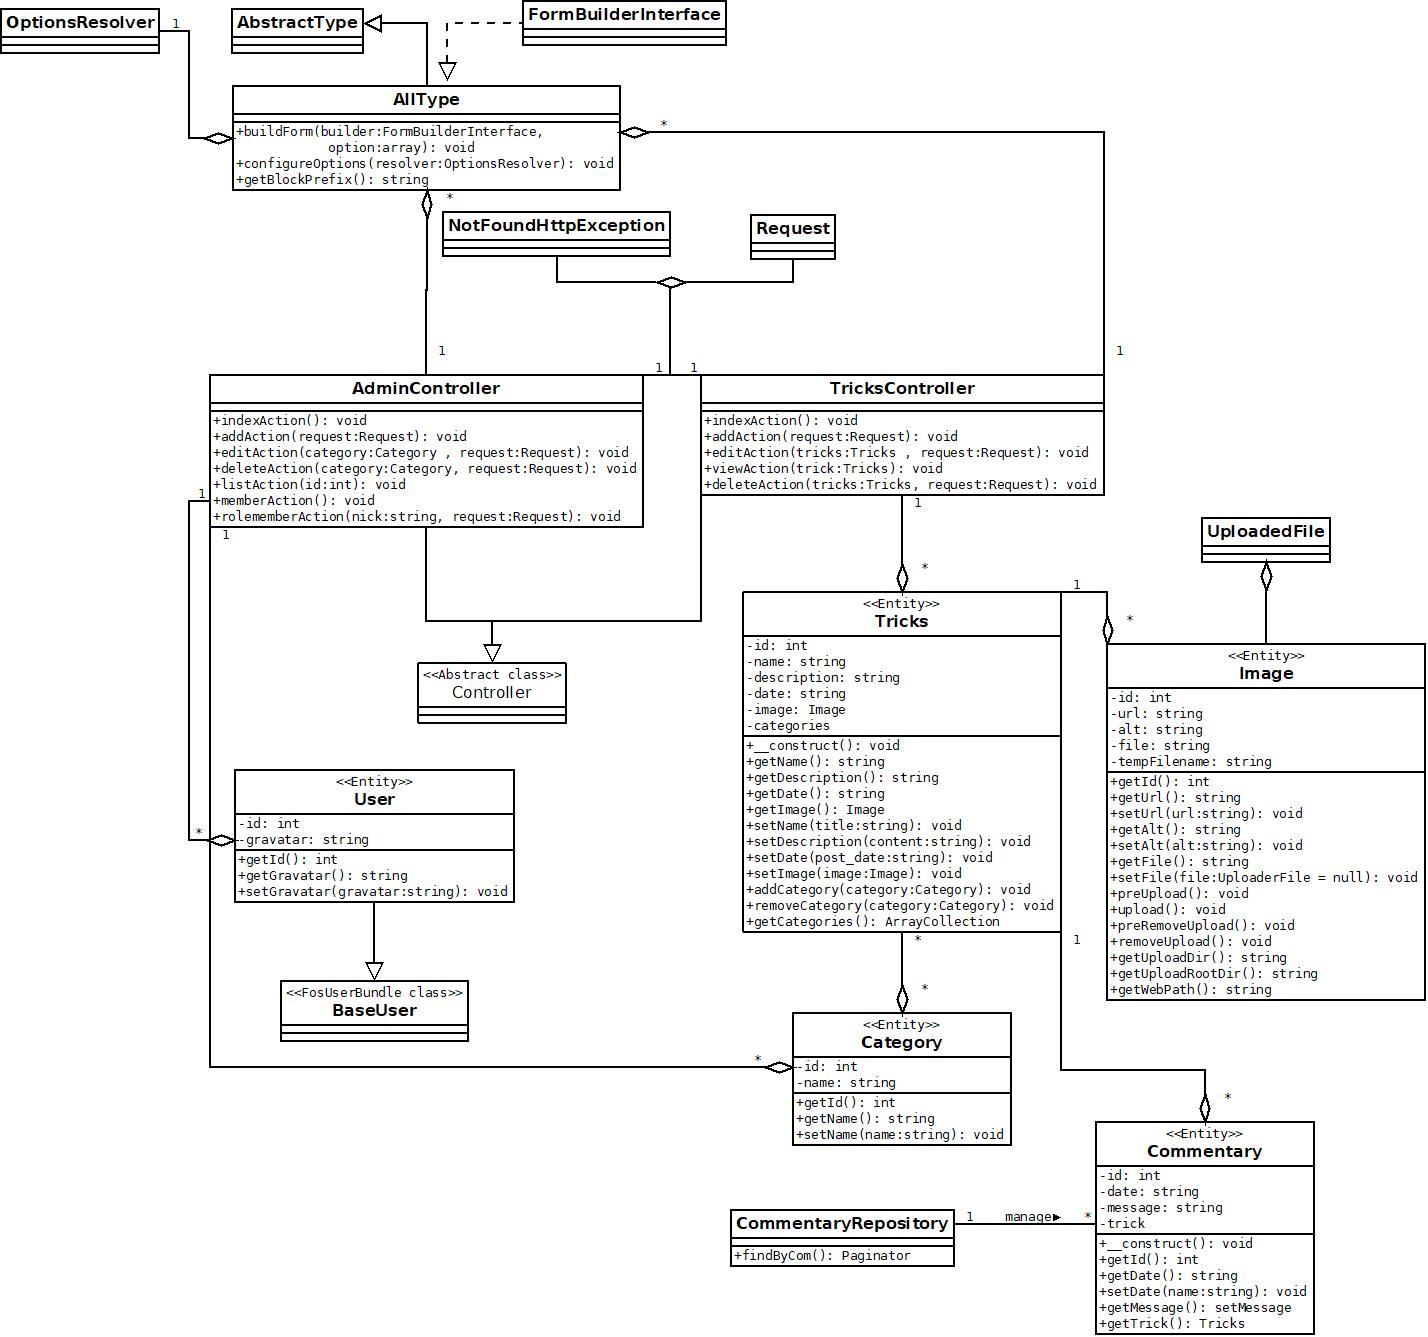 OptionsResolver
1
AbstractType
FormBuilderInterface
AllType
+buildForm(builder:FormBuilderInterface,
option:array): void
+configureOptions(resolver:OptionsResolver): void
+getBlockPrefix(): string
*
*
NotFoundHttpException
Request
1
1
1
1
AdminController
+indexAction(): void
+addAction(request:Request): void
+editAction(category:Category , request:Request): void
+deleteAction(category:Category, request:Request): void
+listAction(id:int): void
+memberAction(): void
+rolememberAction(nick:string, request:Request): void
TricksController
+indexAction(): void
+addAction(request:Request): void
+editAction(tricks:Tricks , request:Request): void
+viewAction(trick:Tricks): void
+deleteAction(tricks:Tricks, request:Request): void
1
1
1
*
UploadedFile
<<Entity>>
Tricks
-id: int
-name: string
-description: string
-date: string
-image: Image
-categories
+__construct(): void
+getName(): string
+getDescription(): string
+getDate(): string
+getImage(): Image
+setName(title:string): void
+setDescription(content:string): void
+setDate(post_date:string): void
+setImage(image:Image): void
+addCategory(category:Category): void
+removeCategory(category:Category): void
+getCategories(): ArrayCollection
1
*
<<Entity>>
Image
-id: int
-url: string
-alt: string
-file: string
-tempFilename: string
+getId(): int
+getUrl(): string
+setUrl(url:string): void
+getAlt(): string
+setAlt(alt:string): void
+getFile(): string
+setFile(file:UploaderFile = null): void
+preUpload(): void
+upload(): void
+preRemoveUpload(): void
+removeUpload(): void
+getUploadDir(): string
+getUploadRootDir(): string
+getWebPath(): string
<<Abstract class>>
Controller
<<Entity>>
User
-id: int
-gravatar: string
+getId(): int
+getGravatar(): string
+setGravatar(gravatar:string): void
*
<<FosUserBundle class>>
BaseUser
*
1
*
*
<<Entity>>
Category
-id: int
-name: string
+getId(): int
+getName(): string
+setName(name:string): void
*
<<Entity>>
Commentary
-id: int
-date: string
-message: string
-trick
+__construct(): void
+getId(): int
+getDate(): string
+setDate(name:string): void
+getMessage(): setMessage
+getTrick(): Tricks
CommentaryRepository
+findByCom(): Paginator
1 manage *